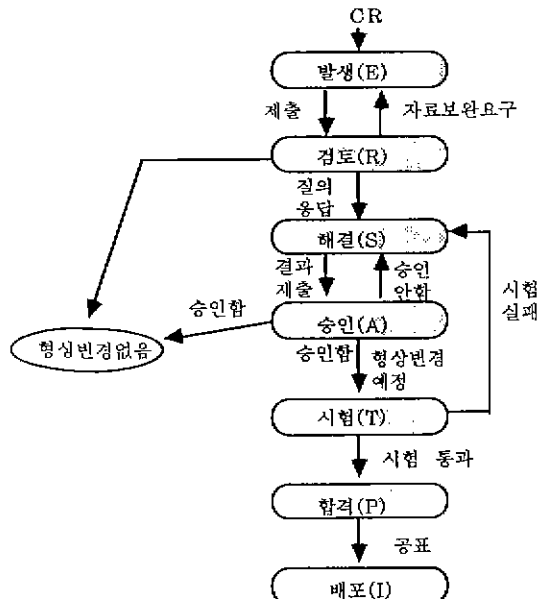 CR
발생(E)
제출
자료보완요구
검토(R)
질의
응답
해결(S)
결과
제출
승인
안함
시험
실패
승인함
승인(A)
형상변경없음
승인함
형상변경
예정
시험(T)
시험 통과
합격(P)
공표
배포(I)